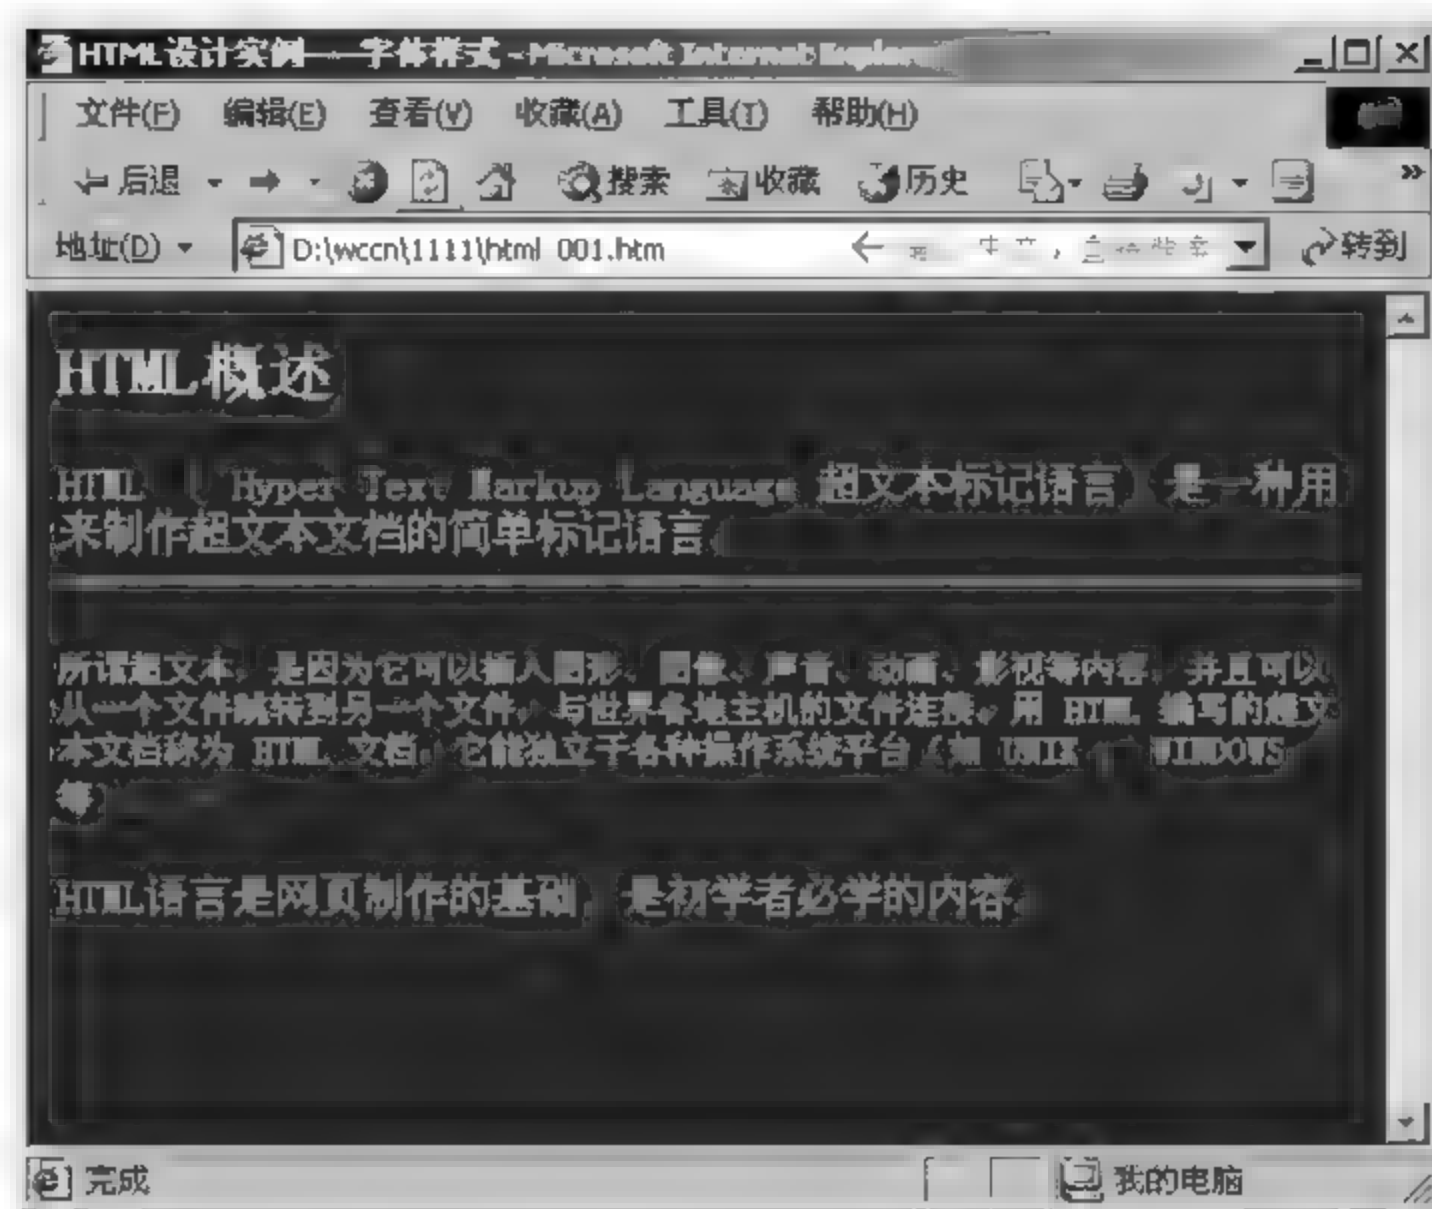 HTML设计实例——字体样式 - Microsoft Internet Explor
文件(F) 编辑(E) 查看(V) 收藏(A) 工具(T) 帮助(H)
后退 搜索 收藏 历史
地址(D) D:\wccn\1111\html_001.htm 转到
HTML概述
HTML （ Hyper Text Markup Language 超文本标记语言） 是一种用
来制作超文本文档的简单标记语言
所谓超文本，是因为它可以插入图形、图像、声音、动画、影视等内容，并且可以
从一个文件跳转到另一个文件，与世界各地主机的文件连接。用 HTML 编写的超文
本文档称为 HTML 文档，它能独立于各种操作系统平台（如 UNIX ， WINDOWS
等）
HTML语言是网页制作的基础 是初学者必学的内容
完成 我的电脑